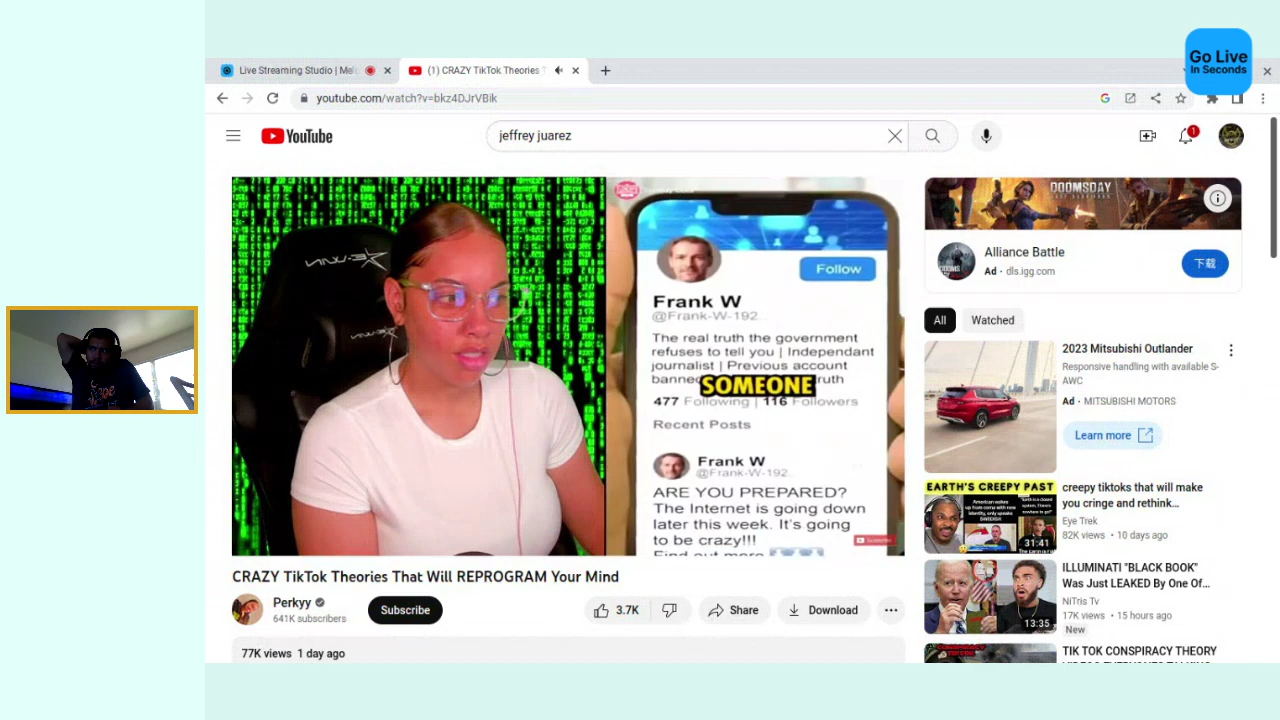 Go Live
In Seconds
Live Streaming Studio | Mel
(1) CRAZY TikTok Theories T
youtube.com/watch?v=bkz4DJrVBik
YouTube
jeffrey juarez
1
Follow
Frank W
@Frank-W-192..
The real truth the government
refuses to tell you | Independant
journalist | Previous account
SOMEONE
477 Following | 116 Followers
Recent Posts
Frank W
@Frank-W-192..
ARE YOU PREPARED?
The Internet is going down
later this week. It's going
to be crazy!!!
Find out more
CRAZY TikTok Theories That Will REPROGRAM Your Mind
Perkyy
641K subscribers
Subscribe
3.7K
Share
Download
77K views 1 day ago
DOOMSDAY
Alliance Battle
Ad · dls.igg.com
下载
All
Watched
2023 Mitsubishi Outlander
Responsive handling with available S-
AWC
Ad · MITSUBISHI MOTORS
Learn more
EARTH'S CREEPY PAST
31:41
creepy tiktoks that will make
you cringe and rethink...
Eye Trek
82K views · 10 days ago
13:35
ILLUMINATI "BLACK BOOK"
Was Just LEAKED By One Of...
NiTris Tv
17K views · 15 hours ago
New
TIK TOK CONSPIRACY THEORY